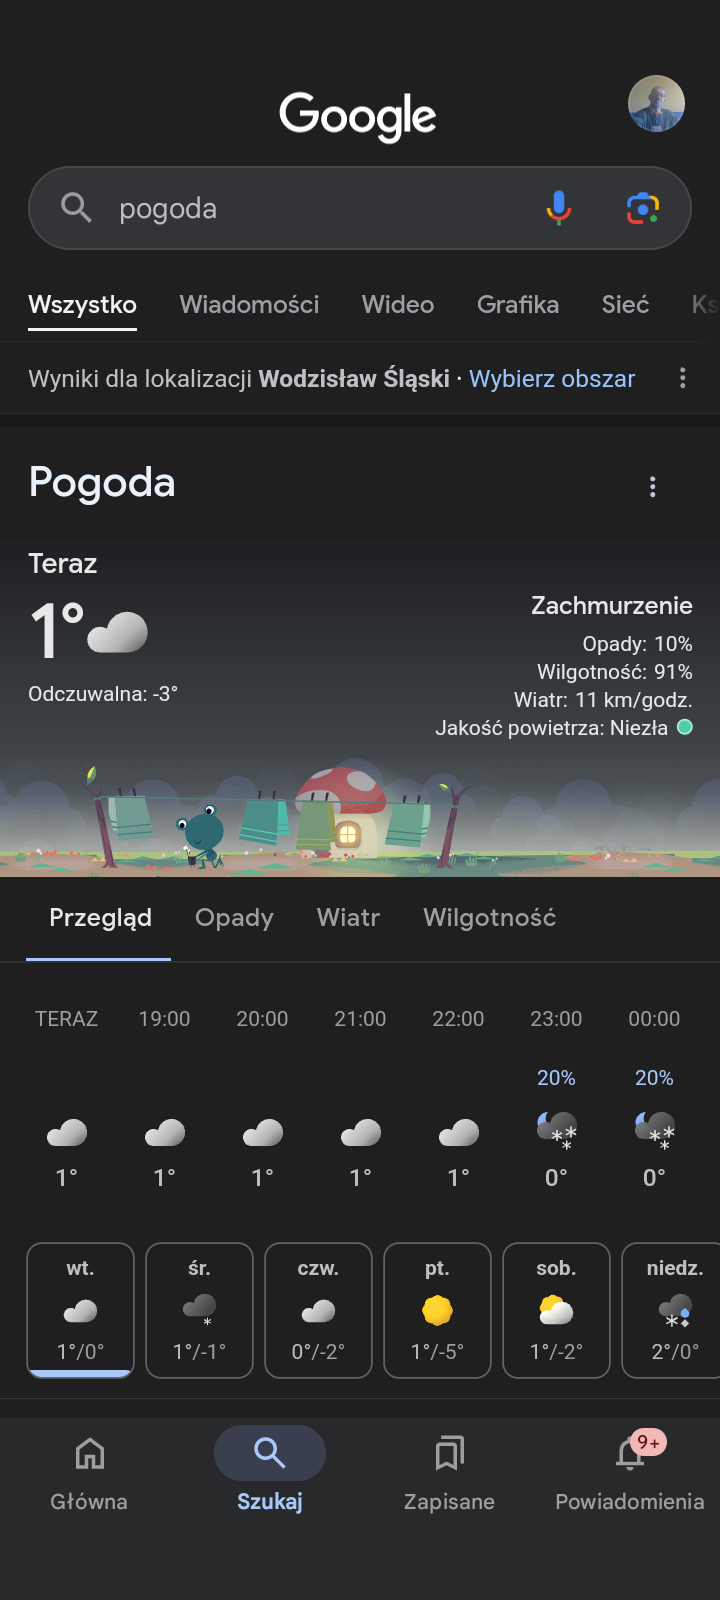 Google
pogoda
Wszystko Wiadomości Wideo Grafika Sieć
Wyniki dla lokalizacji Wodzisław Śląski · Wybierz obszar
Pogoda
Teraz
1°
Odczuwalna: -3°
Zachmurzenie
Opady: 10%
Wilgotność: 91%
Wiatr: 11 km/godz.
Jakość powietrza: Niezła
Przegląd Opady Wiatr Wilgotność
TERAZ 19:00 20:00 21:00 22:00 23:00 00:00
20% 20%
1° 1° 1° 1° 1° 0° 0°
wt. śr. czw. pt. sob. niedz.
1°/0° 1°/-1° 0°/-2° 1°/-5° 1°/-2° 2°/0°
9+
Główna Szukaj Zapisane Powiadomienia